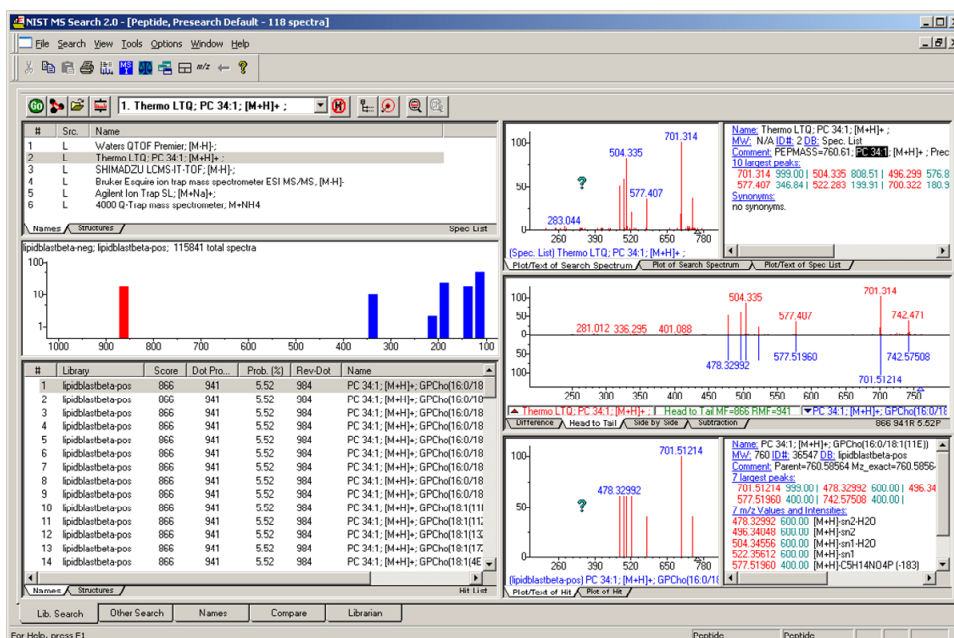 NIST MS Search 2.0 - [Peptide, Presearch Default - 118 spectra]
File Search View Tools Options Window Help
m/z
Go 1. Thermo LTQ; PC 34:1; [M+H]+ ;
# Src. Name
1 L Waters QTOF Premier; [M-H]-;
2 L Thermo LTQ; PC 34:1; [M+H]+ ;
3 L SHIMADZU LCMS-IT-TOF; [M-H]-;
4 L Bruker Esquire ion trap mass spectrometer ESI MS/MS, [M-H]-
5 L Agilent Ion Trap SL; [M+Na]+;
6 L 4000 Q-Trap mass spectrometer; M+NH4
Names Structures Spec List
lipidblastbeta-neg; lipidblastbeta-pos; 115841 total spectra
100
10
1
1000 900 800 700 600 500 400 300 200 100
# Library Score Dot Pro... Prob. (%) Rev-Dot Name
1 lipidblastbeta-pos 866 941 5.52 984 PC 34:1; [M+H]+; GPCho(16:0/18
2 lipidblastbeta-pos 866 941 5.52 984 PC 34:1; [M+H]+; GPCho(16:0/18
3 lipidblastbeta-pos 866 941 5.52 984 PC 34:1; [M+H]+; GPCho(16:0/18
4 lipidblastbeta-pos 866 941 5.52 984 PC 34:1; [M+H]+; GPCho(16:0/18
5 lipidblastbeta-pos 866 941 5.52 984 PC 34:1; [M+H]+; GPCho(16:0/18
6 lipidblastbeta-pos 866 941 5.52 984 PC 34:1; [M+H]+; GPCho(16:0/18
7 lipidblastbeta-pos 866 941 5.52 984 PC 34:1; [M+H]+; GPCho(16:0/18
8 lipidblastbeta-pos 866 941 5.52 984 PC 34:1; [M+H]+; GPCho(16:0/18
9 lipidblastbeta-pos 866 941 5.52 984 PC 34:1; [M+H]+; GPCho(16:0/18
10 lipidblastbeta-pos 866 941 5.52 984 PC 34:1; [M+H]+; GPCho(18:1(11
11 lipidblastbeta-pos 866 941 5.52 984 PC 34:1; [M+H]+; GPCho(18:1(11
12 lipidblastbeta-pos 866 941 5.52 984 PC 34:1; [M+H]+; GPCho(18:1(13
13 lipidblastbeta-pos 866 941 5.52 984 PC 34:1; [M+H]+; GPCho(18:1(17
14 lipidblastbeta-pos 866 941 5.52 984 PC 34:1; [M+H]+; GPCho(18:1(4E
Names Structures Hit List
100
50
0
701.314
504.335
577.407
283.044
260 390 520 650 780
(Spec. List) Thermo LTQ; PC 34:1; [M+H]+ ;
Plot/Text of Search Spectrum Plot of Search Spectrum Plot/Text of Spec List
Name: Thermo LTQ; PC 34:1; [M+H]+ ;
MW: N/A ID#: 2 DB: Spec. List
Comment: PEPMASS=760.61; PC 34:1; [M+H]+ ; Prec
10 largest peaks:
701.314 999.00 | 504.335 808.51 | 496.299 576.8
577.407 346.84 | 522.283 199.91 | 700.322 180.9
Synonyms:
no synonyms.
100
50
0
50
100
701.314
504.335
577.407
742.471
281.012 336.295 401.088
478.32992
577.51960
742.57508
701.51214
250 300 350 400 450 500 550 600 650 700 750
Thermo LTQ; PC 34:1; [M+H]+ ; Head to Tail MF=866 RMF=941 PC 34:1; [M+H]+; GPCho(16:0/18
Difference Head to Tail Side by Side Subtraction 866 941R 5.52P
100
50
0
701.51214
478.32992
260 390 520 650 780
(lipidblastbeta-pos) PC 34:1; [M+H]+; GPCho(16:0/18
Plot/Text of Hit Plot of Hit
Name: PC 34:1; [M+H]+; GPCho(16:0/18:1(11E))
MW: 760 ID#: 36547 DB: lipidblastbeta-pos
Comment: Parent=760.58564 Mz_exact=760.5856
7 largest peaks:
701.51214 999.00 | 478.32992 600.00 | 496.34
577.51960 400.00 | 742.57508 400.00 |
7 m/z Values and Intensities:
478.32992 600.00 [M+H]-sn2-H2O
496.34048 600.00 [M+H]-sn2
504.34556 600.00 [M+H]-sn1-H2O
522.35612 600.00 [M+H]-sn1
577.51960 400.00 [M+H]-C5H14NO4P (-183)
Lib. Search Other Search Names Compare Librarian
For Help, press F1 Peptide Peptide